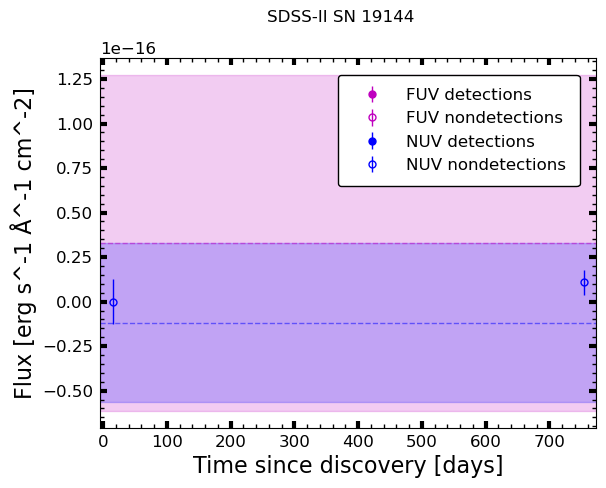 SDSS-II SN 19144
1e−16
1.25
1.00
0.75
0.50
0.25
0.00
−0.25
−0.50
Flux [erg s^-1 Å^-1 cm^-2]
FUV detections
FUV nondetections
NUV detections
NUV nondetections
0 100 200 300 400 500 600 700
Time since discovery [days]